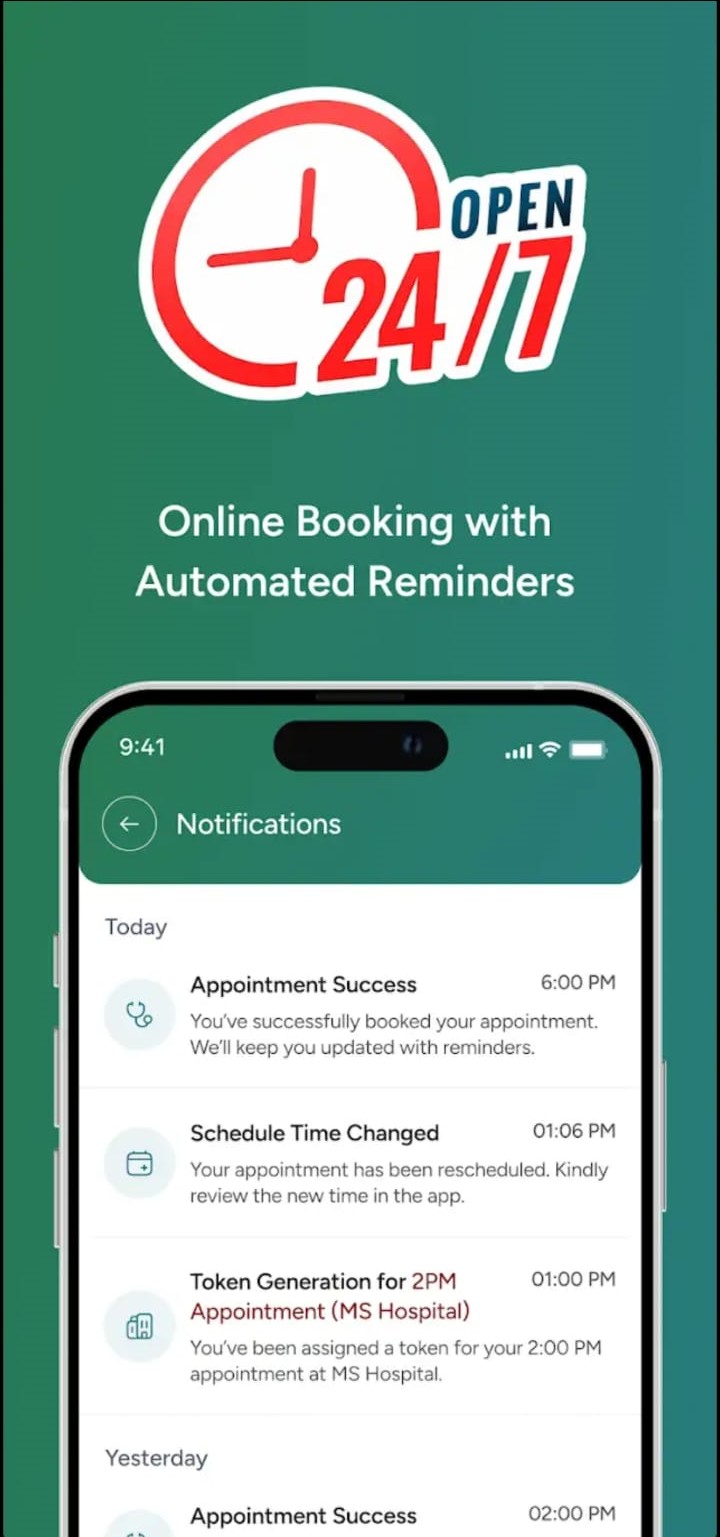 OPEN
24/7
Online Booking with
Automated Reminders
9:41
Notifications
Today
Appointment Success 6:00 PM
You've successfully booked your appointment.
We'll keep you updated with reminders.
Schedule Time Changed 01:06 PM
Your appointment has been rescheduled. Kindly
review the new time in the app.
Token Generation for 2PM 01:00 PM
Appointment (MS Hospital)
You've been assigned a token for your 2:00 PM
appointment at MS Hospital.
Yesterday
Appointment Success 02:00 PM